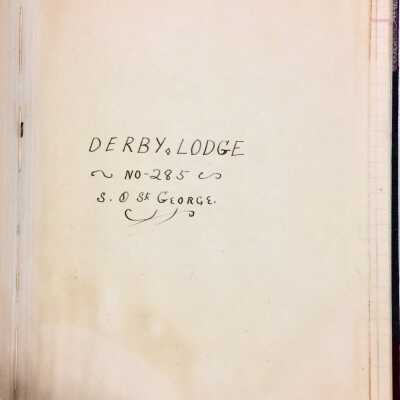 DERBY LODGE
NO-285
S. O St GEORGE.